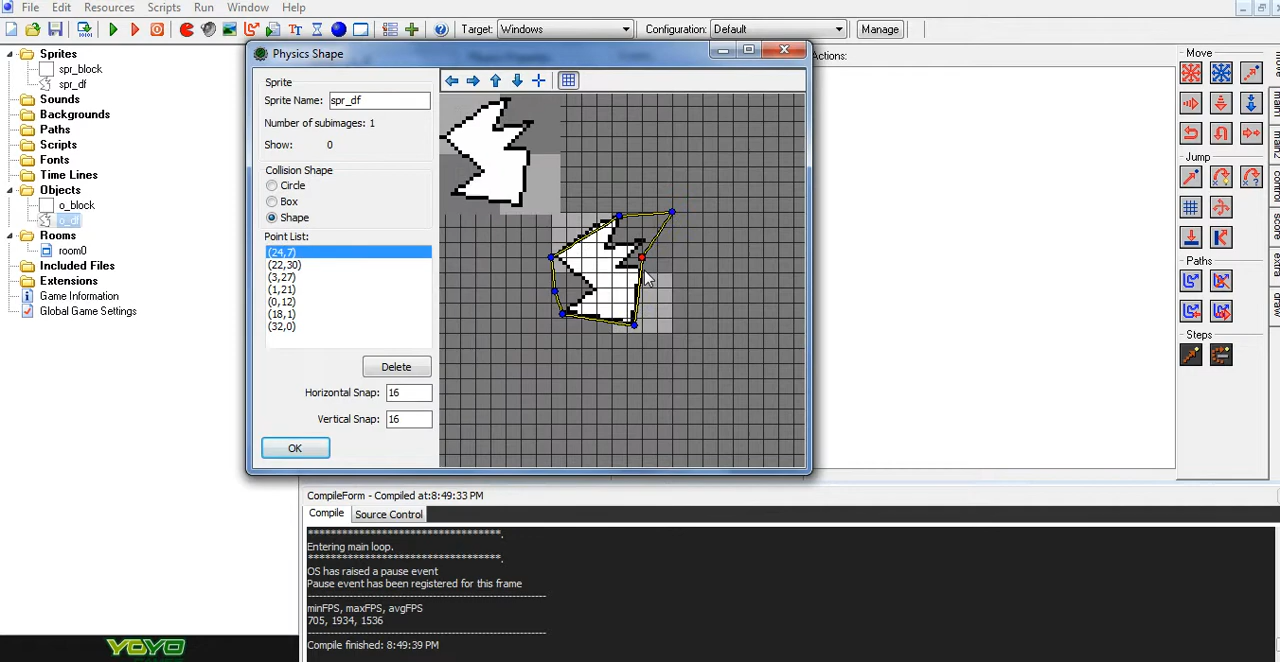 File Edit Resources Scripts Run Window Help
Target: Windows Configuration: Default Manage
Sprites
spr_block
spr_df
Sounds
Backgrounds
Paths
Scripts
Fonts
Time Lines
Objects
o_block
o_df
Rooms
room0
Included Files
Extensions
Game Information
Global Game Settings
Physics Shape
Sprite
Sprite Name: spr_df
Number of subimages: 1
Show: 0
Collision Shape
Circle
Box
Shape
Point List:
(24,7)
(22,30)
(3,27)
(1,21)
(0,12)
(18,1)
(32,0)
Delete
Horizontal Snap: 16
Vertical Snap: 16
OK
Actions:
Move
Jump
Paths
Steps
main1
score
extra
draw
CompileForm - Compiled at:8:49:33 PM
Compile Source Control
***********************************.
Entering main loop.
***********************************.
OS has raised a pause event
Pause event has been registered for this frame
------------------------------------------------------------
minFPS, maxFPS, avgFPS
705, 1934, 1536
------------------------------------------------------------
Compile finished: 8:49:39 PM
YOYO